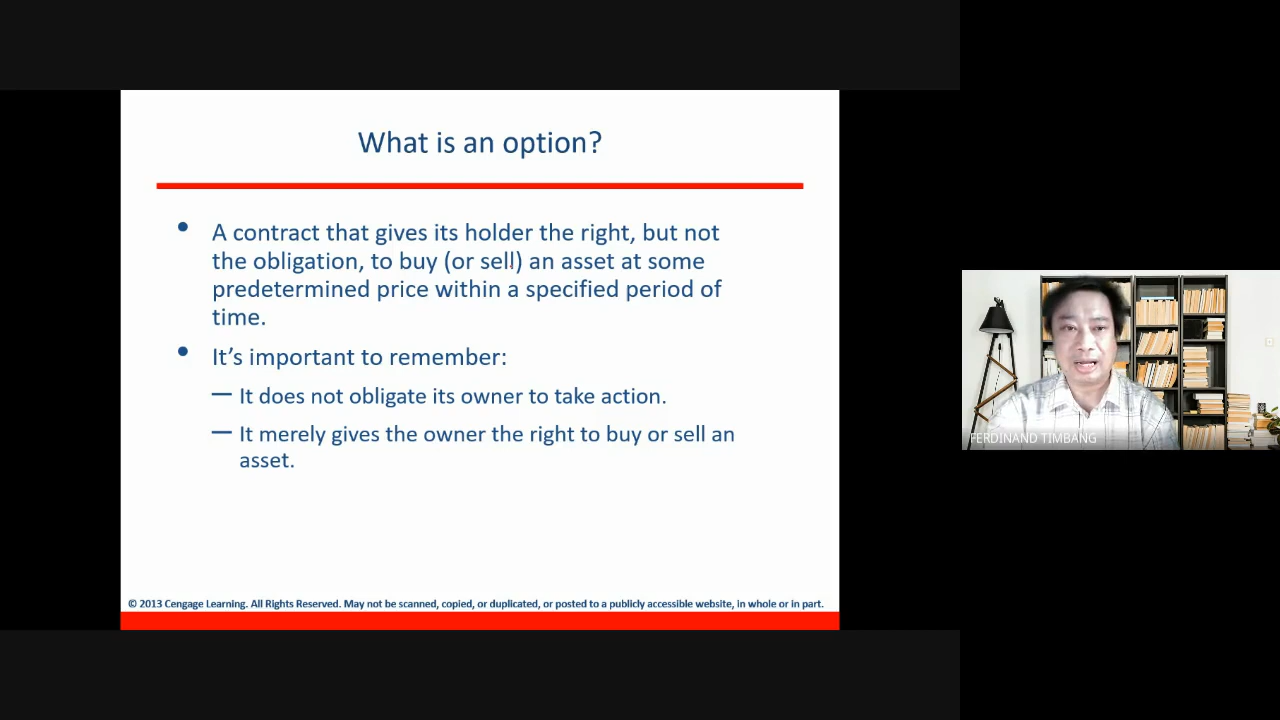 What is an option?
• A contract that gives its holder the right, but not
the obligation, to buy (or sell) an asset at some
predetermined price within a specified period of
time.
• It’s important to remember:
— It does not obligate its owner to take action.
— It merely gives the owner the right to buy or sell an
asset.
© 2013 Cengage Learning. All Rights Reserved. May not be scanned, copied, or duplicated, or posted to a publicly accessible website, in whole or in part.
FERDINAND TIMBANG